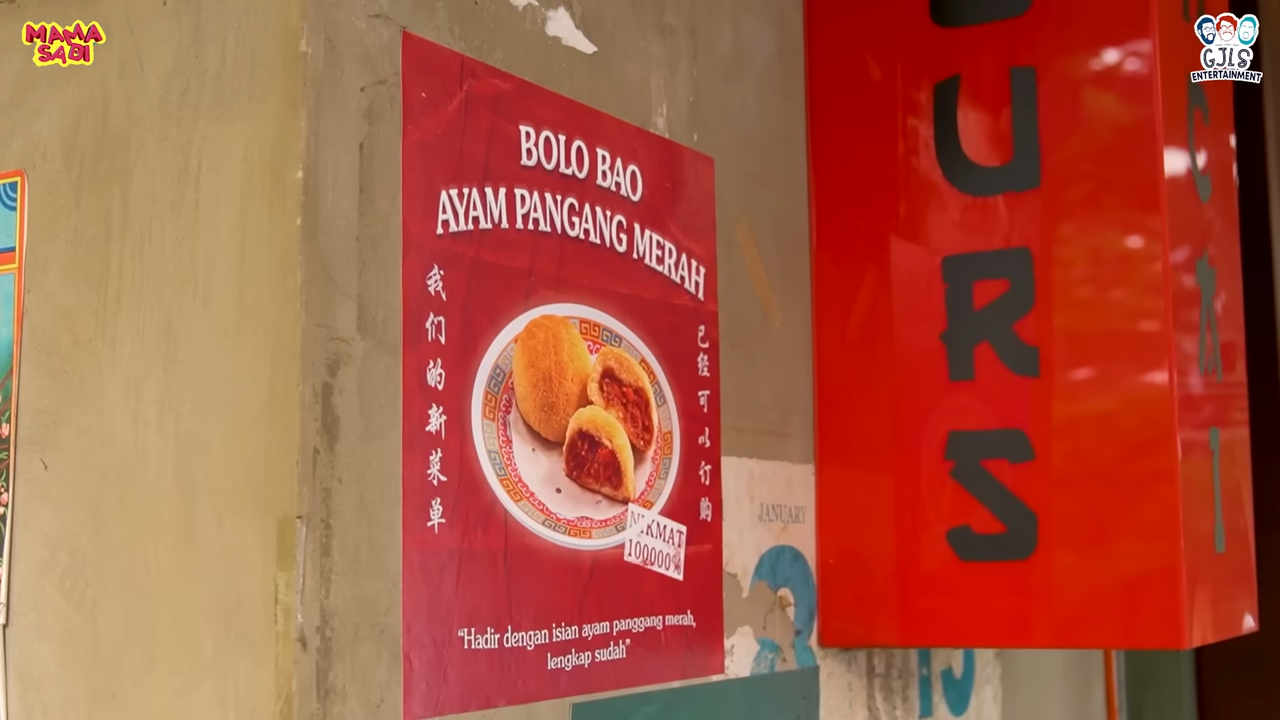 MAMA
SABI
GJLS
ENTERTAINMENT
BOLO BAO
AYAM PANGANG MERAH
我们的新菜单
已经可以订购
NIKMAT
100000%
“Hadir dengan isian ayam panggang merah,
lengkap sudah”
URS
JANUARY